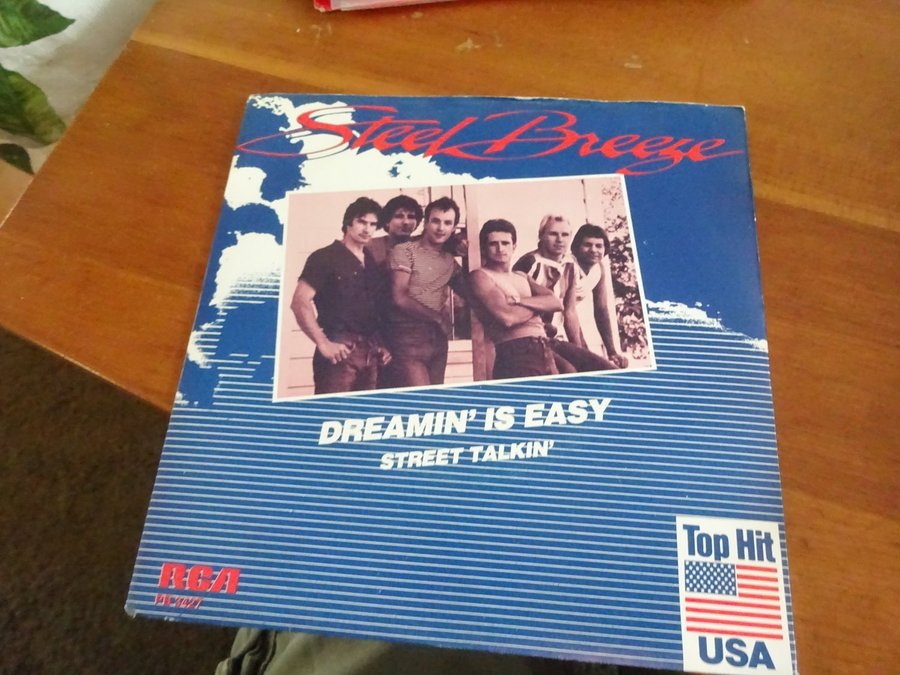 Steel Breeze
DREAMIN' IS EASY
STREET TALKIN'
Top Hit
USA
RCA